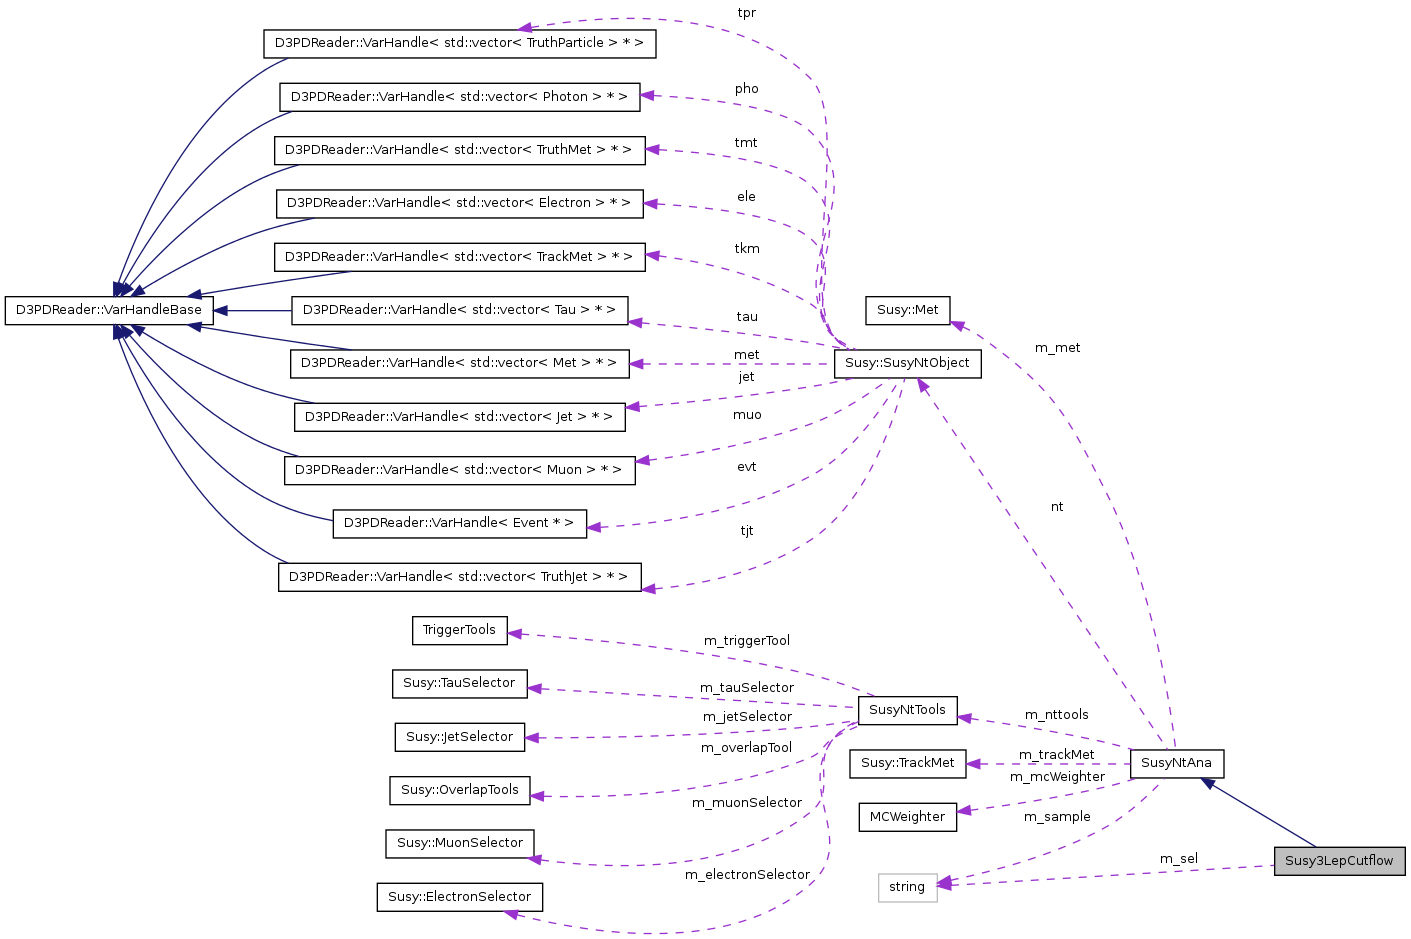 tpr
D3PDReader::VarHandle< std::vector< TruthParticle > * >
pho
D3PDReader::VarHandle< std::vector< Photon > * >
tmt
D3PDReader::VarHandle< std::vector< TruthMet > * >
ele
D3PDReader::VarHandle< std::vector< Electron > * >
tkm
D3PDReader::VarHandle< std::vector< TrackMet > * >
D3PDReader::VarHandleBase
D3PDReader::VarHandle< std::vector< Tau > * >
tau
Susy::Met
m_met
met
D3PDReader::VarHandle< std::vector< Met > * >
Susy::SusyNtObject
jet
D3PDReader::VarHandle< std::vector< Jet > * >
muo
D3PDReader::VarHandle< std::vector< Muon > * >
evt
D3PDReader::VarHandle< Event * >
nt
tjt
D3PDReader::VarHandle< std::vector< TruthJet > * >
TriggerTools
m_triggerTool
Susy::TauSelector
m_tauSelector
SusyNtTools
m_nttools
Susy::JetSelector
m_jetSelector
m_overlapTool
Susy::TrackMet
m_trackMet
SusyNtAna
m_mcWeighter
Susy::OverlapTools
m_muonSelector
MCWeighter
m_sample
Susy::MuonSelector
m_sel
Susy3LepCutflow
m_electronSelector
string
Susy::ElectronSelector